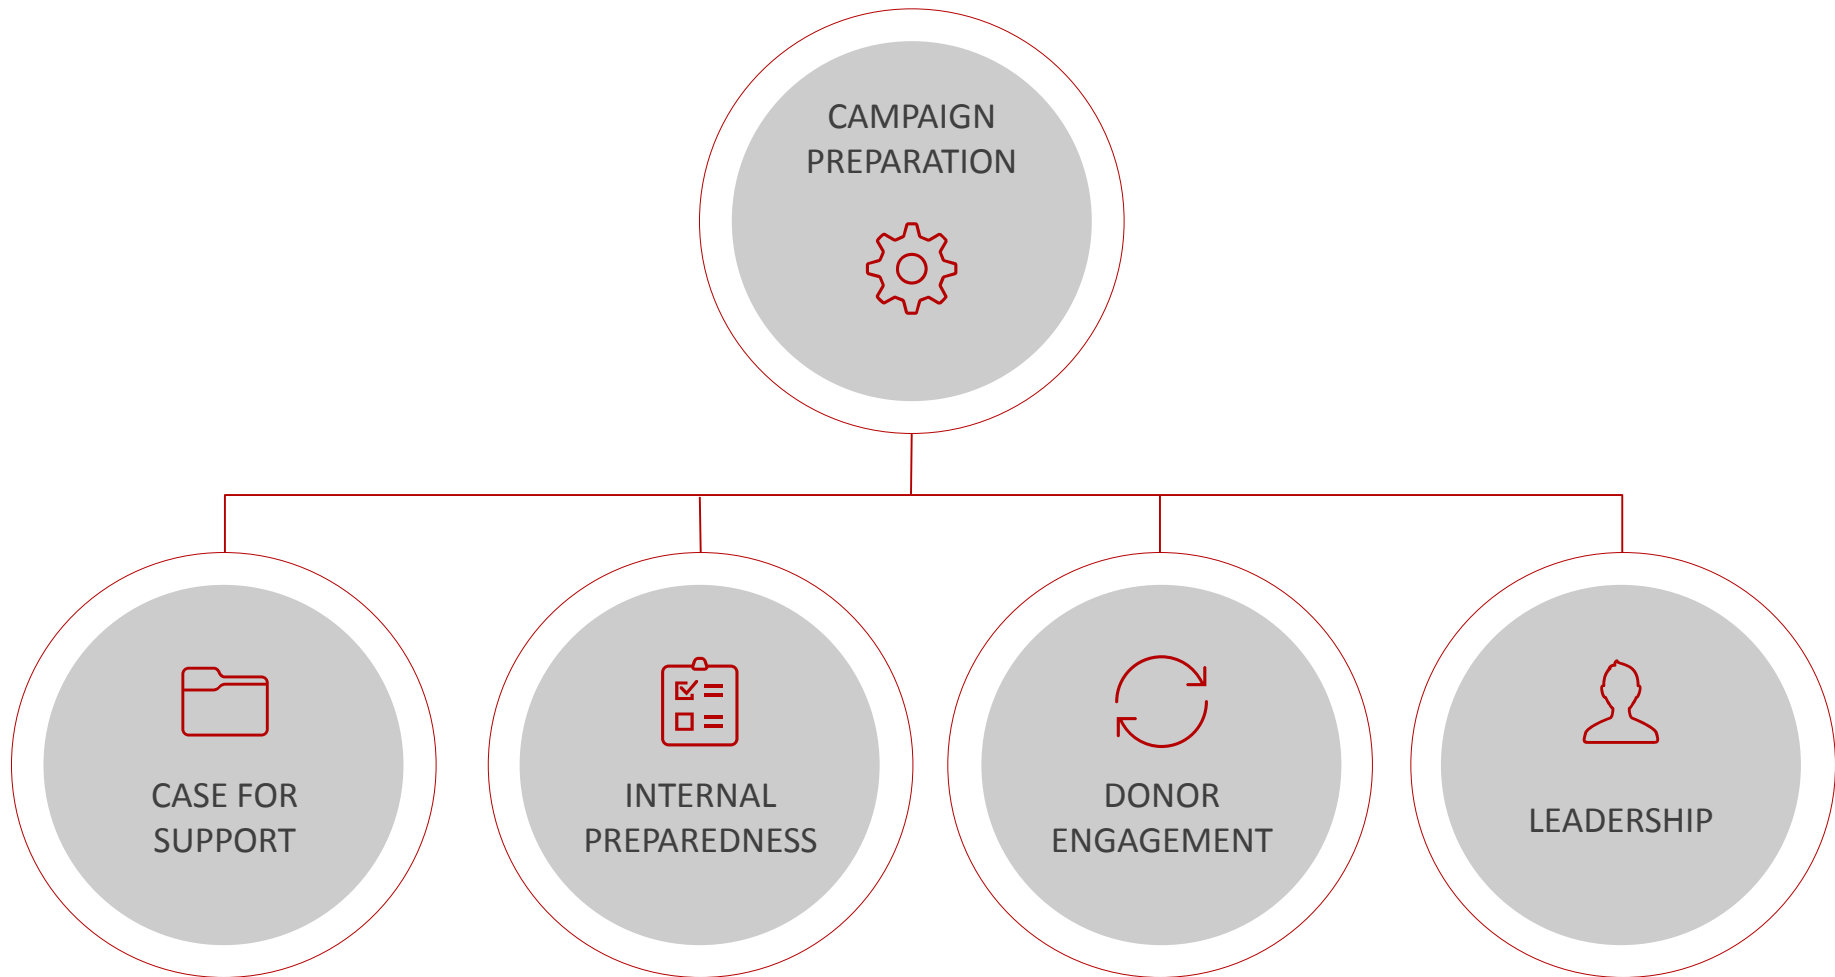 CAMPAIGN
PREPARATION
CASE FOR
SUPPORT
INTERNAL
PREPAREDNESS
DONOR
ENGAGEMENT
LEADERSHIP